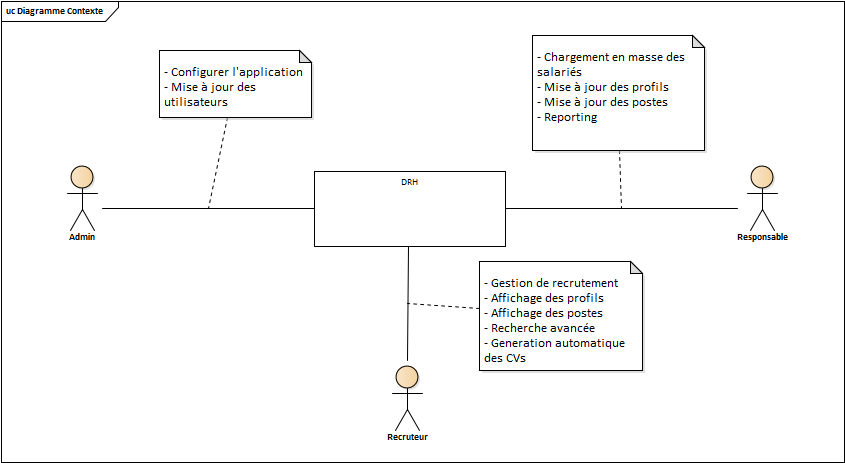 uc Diagramme Contexte
- Configurer l'application
- Mise à jour des
utilisateurs
- Chargement en masse des
salariés
- Mise à jour des profils
- Mise à jour des postes
- Reporting
DRH
Admin
Responsable
- Gestion de recrutement
- Affichage des profils
- Affichage des postes
- Recherche avancée
- Generation automatique
des CVs
Recruteur